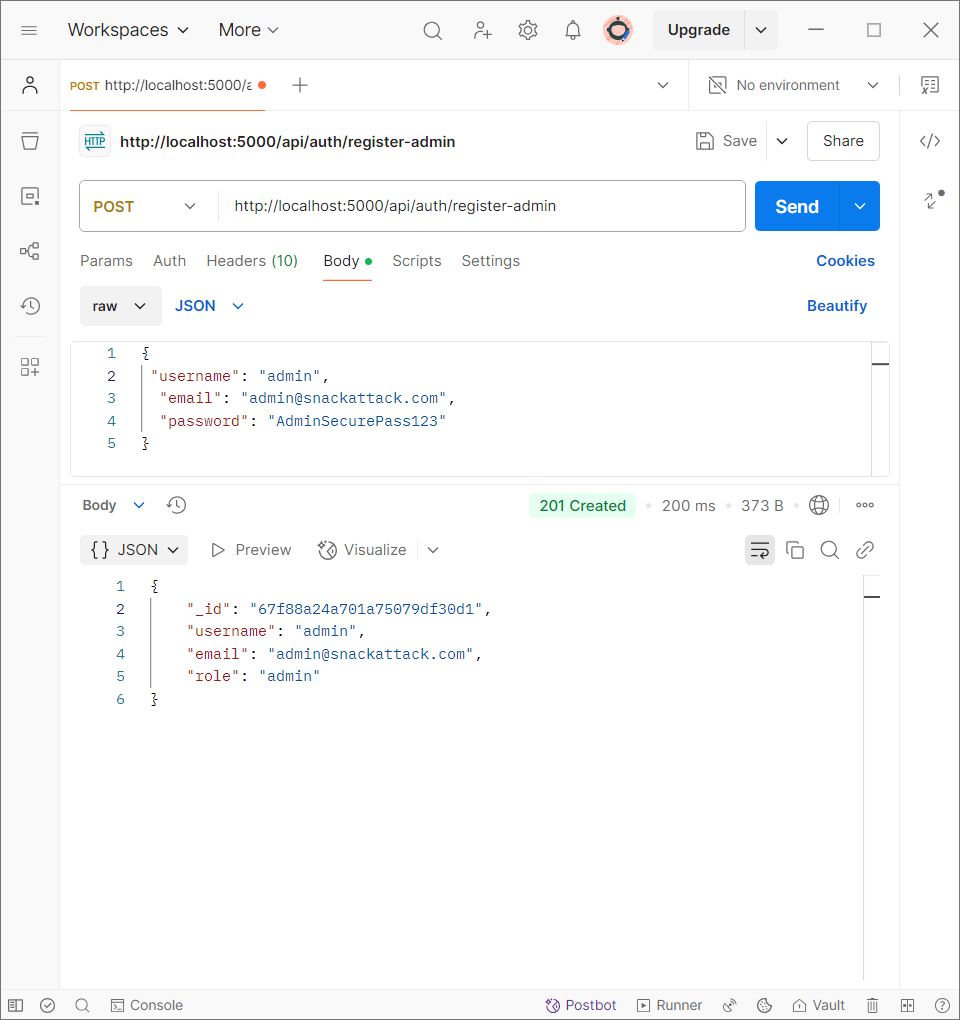 Workspaces More Upgrade
POST http://localhost:5000/a No environment
HTTP http://localhost:5000/api/auth/register-admin Save Share
POST http://localhost:5000/api/auth/register-admin Send
Params Auth Headers (10) Body Scripts Settings Cookies
raw JSON Beautify
1 {
2 "username": "admin",
3 "email": "admin@snackattack.com",
4 "password": "AdminSecurePass123"
5 }
Body 201 Created 200 ms 373 B
{} JSON Preview Visualize
1 {
2 "_id": "67f88a24a701a75079df30d1",
3 "username": "admin",
4 "email": "admin@snackattack.com",
5 "role": "admin"
6 }
Console Postbot Runner Vault